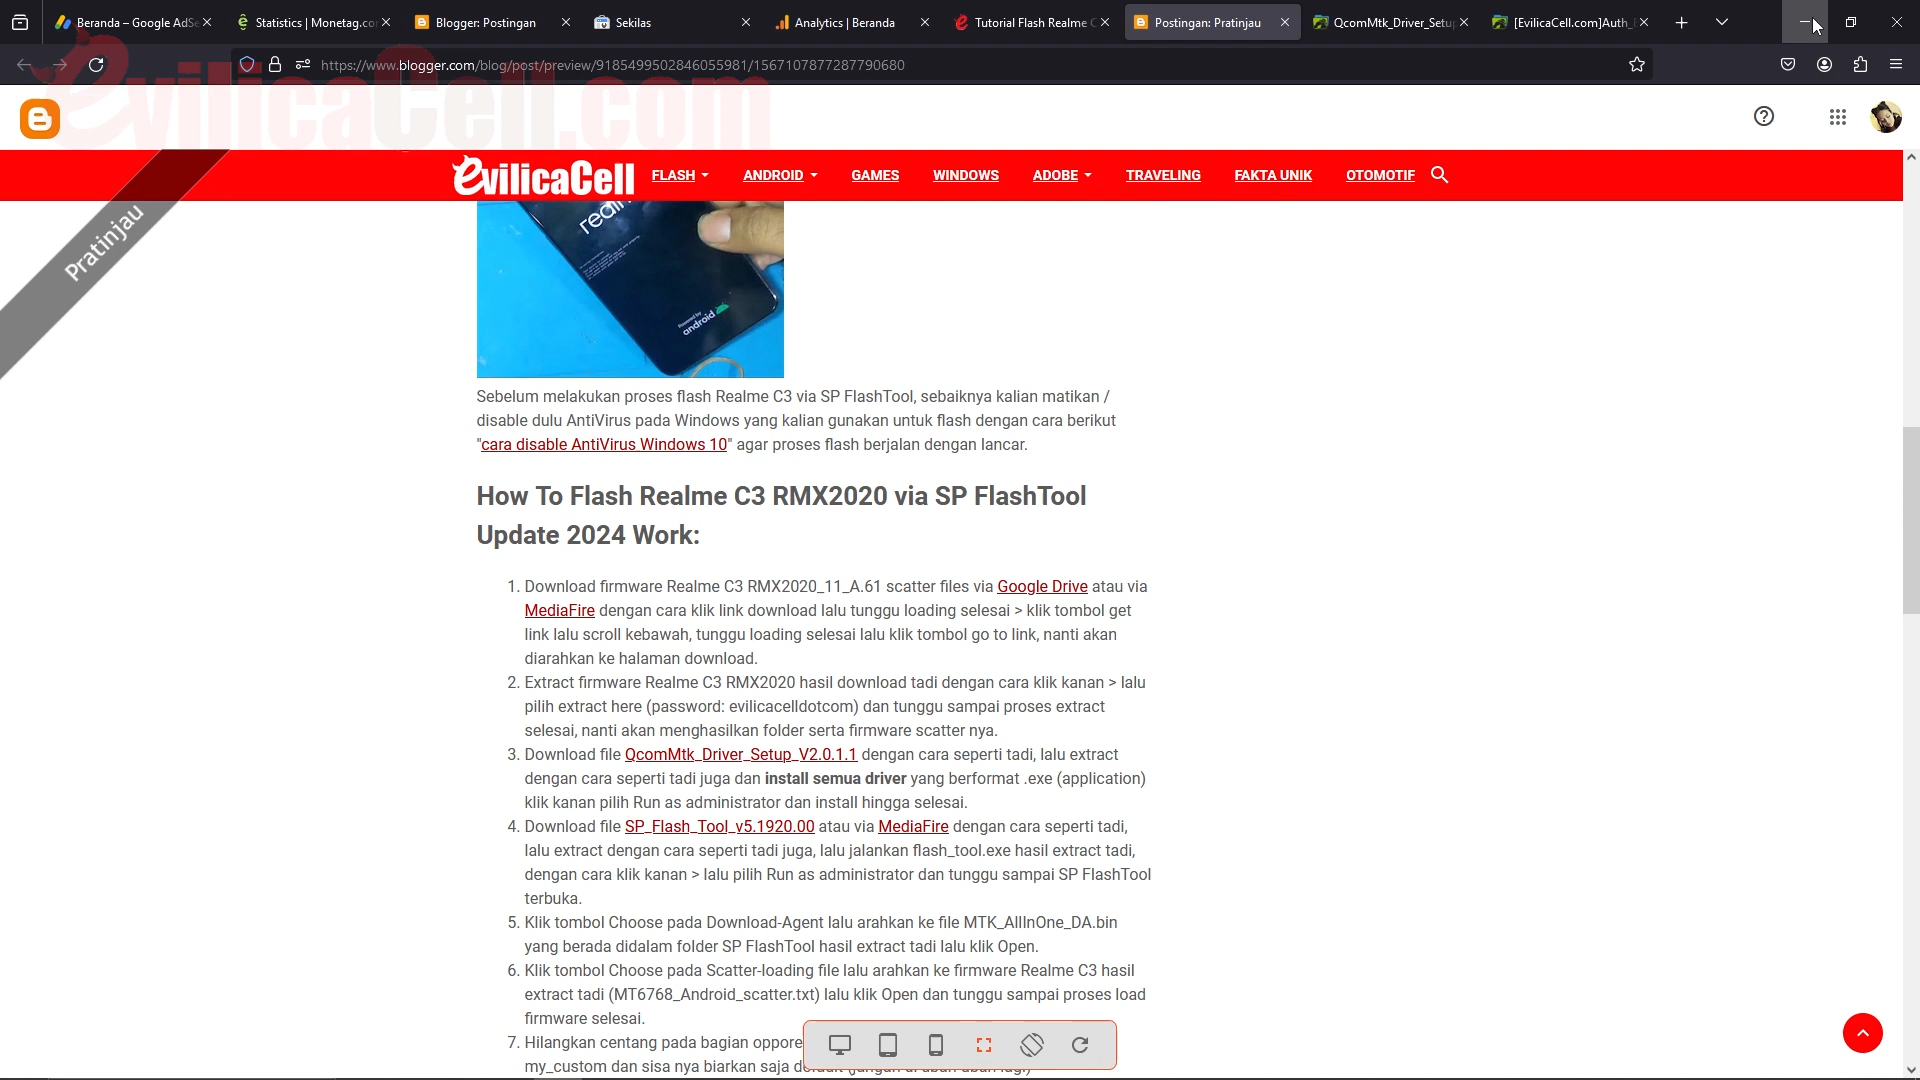 Beranda – Google AdSe
Statistics | Monetag.co
Blogger: Postingan
Sekilas
Analytics | Beranda
Tutorial Flash Realme C
Postingan: Pratinjau
QcomMtk_Driver_Setup
[EvilicaCell.com]Auth_
https://www.blogger.com/blog/post/preview/9185499502846055981/1567107877287790680
evilicaCell.com
Pratinjau
evilicaCell
FLASH
ANDROID
GAMES
WINDOWS
ADOBE
TRAVELING
FAKTA UNIK
OTOMOTIF
realm
Powered by
android
Sebelum melakukan proses flash Realme C3 via SP FlashTool, sebaiknya kalian matikan /
disable dulu AntiVirus pada Windows yang kalian gunakan untuk flash dengan cara berikut
"cara disable AntiVirus Windows 10" agar proses flash berjalan dengan lancar.
How To Flash Realme C3 RMX2020 via SP FlashTool
Update 2024 Work:
1. Download firmware Realme C3 RMX2020_11_A.61 scatter files via Google Drive atau via
MediaFire dengan cara klik link download lalu tunggu loading selesai > klik tombol get
link lalu scroll kebawah, tunggu loading selesai lalu klik tombol go to link, nanti akan
diarahkan ke halaman download.
2. Extract firmware Realme C3 RMX2020 hasil download tadi dengan cara klik kanan > lalu
pilih extract here (password: evilicacelldotcom) dan tunggu sampai proses extract
selesai, nanti akan menghasilkan folder serta firmware scatter nya.
3. Download file QcomMtk_Driver_Setup_V2.0.1.1 dengan cara seperti tadi, lalu extract
dengan cara seperti tadi juga dan install semua driver yang berformat .exe (application)
klik kanan pilih Run as administrator dan install hingga selesai.
4. Download file SP_Flash_Tool_v5.1920.00 atau via MediaFire dengan cara seperti tadi,
lalu extract dengan cara seperti tadi juga, lalu jalankan flash_tool.exe hasil extract tadi,
dengan cara klik kanan > lalu pilih Run as administrator dan tunggu sampai SP FlashTool
terbuka.
5. Klik tombol Choose pada Download-Agent lalu arahkan ke file MTK_AllInOne_DA.bin
yang berada didalam folder SP FlashTool hasil extract tadi lalu klik Open.
6. Klik tombol Choose pada Scatter-loading file lalu arahkan ke firmware Realme C3 hasil
extract tadi (MT6768_Android_scatter.txt) lalu klik Open dan tunggu sampai proses load
firmware selesai.
7. Hilangkan centang pada bagian oppore
my_custom dan sisa nya biarkan saja